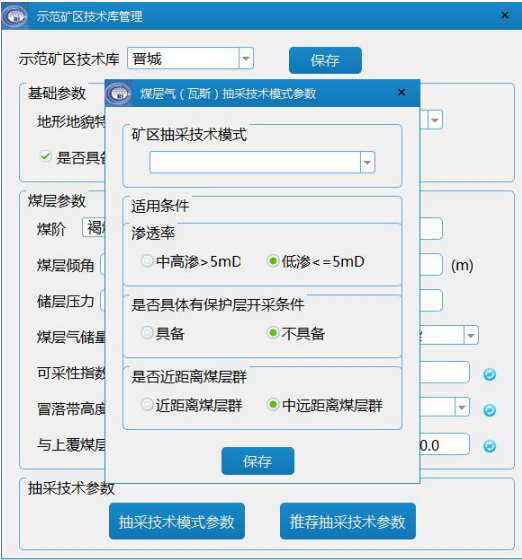 示范矿区技术库管理
示范矿区技术库 晋城 保存
基础参数
地形地貌特
是否具备
煤层气（瓦斯）抽采技术模式参数
矿区抽采技术模式
适用条件
渗透率
中高渗>5mD 低渗<=5mD
是否具体有保护层开采条件
具备 不具备
是否近距离煤层群
近距离煤层群 中远距离煤层群
保存
煤层参数
煤阶 褐
煤层倾角 (m)
储层压力
煤层气储量
可采性指数
冒落带高度
与上覆煤层 0.0
抽采技术参数
抽采技术模式参数 推荐抽采技术参数